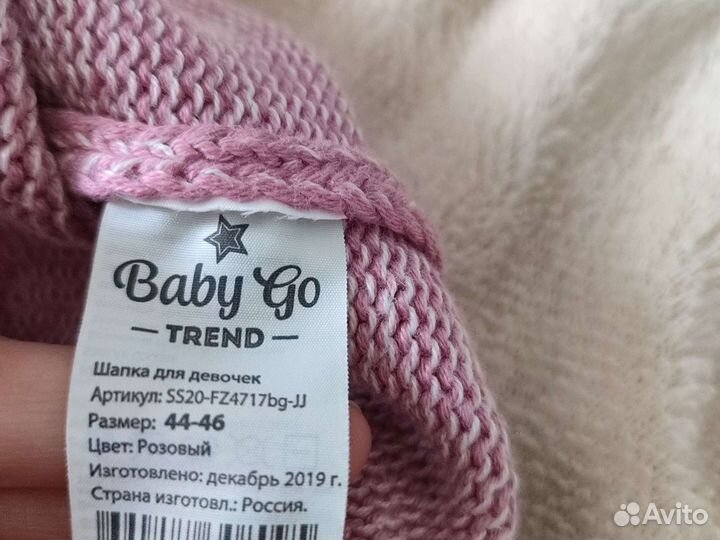 Baby Go
TREND
Шапка для девочек
Артикул: SS20-FZ4717bg-JJ
Размер: 44-46
Цвет: Розовый
Изготовлено: декабрь 2019 г.
Страна изготовл.: Россия.
Avito